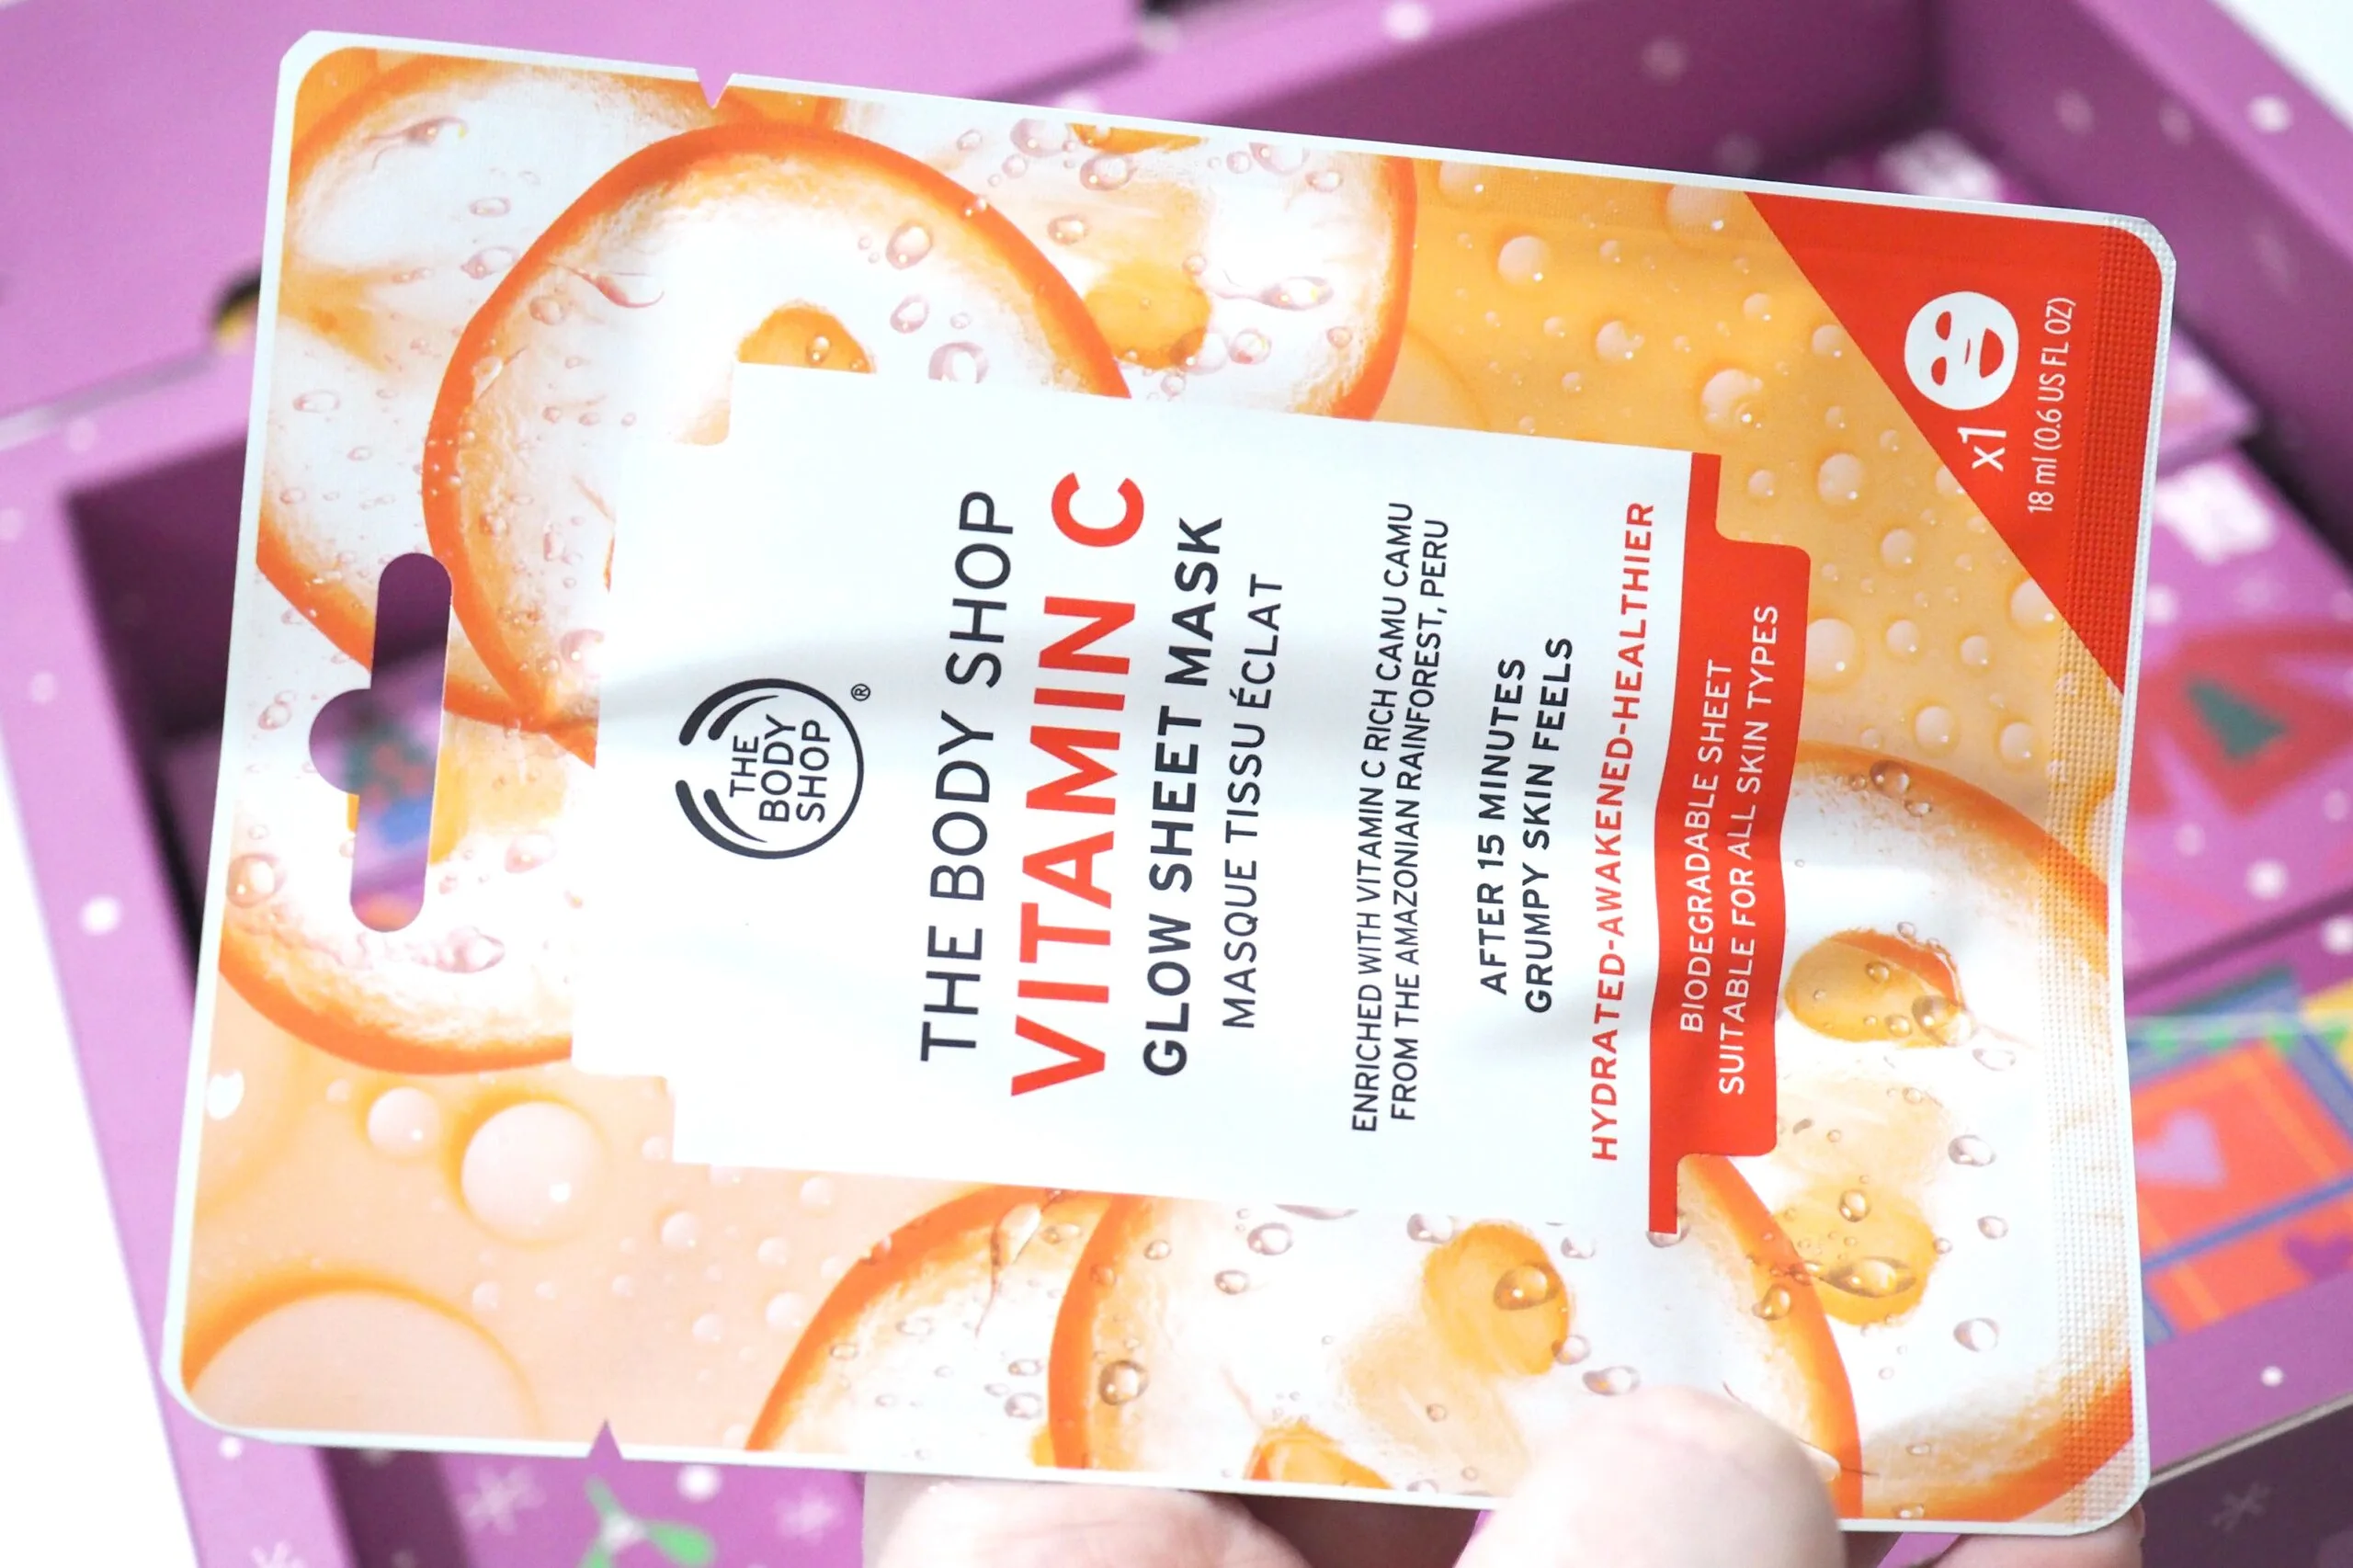 THE
BODY
SHOP
®
THE BODY SHOP
VITAMIN C
GLOW SHEET MASK
MASQUE TISSU ÉCLAT
ENRICHED WITH VITAMIN C RICH CAMU CAMU
FROM THE AMAZONIAN RAINFOREST, PERU
AFTER 15 MINUTES
GRUMPY SKIN FEELS
HYDRATED-AWAKENED-HEALTHIER
BIODEGRADABLE SHEET
SUITABLE FOR ALL SKIN TYPES
x1
18 ml (0.6 US FL OZ)